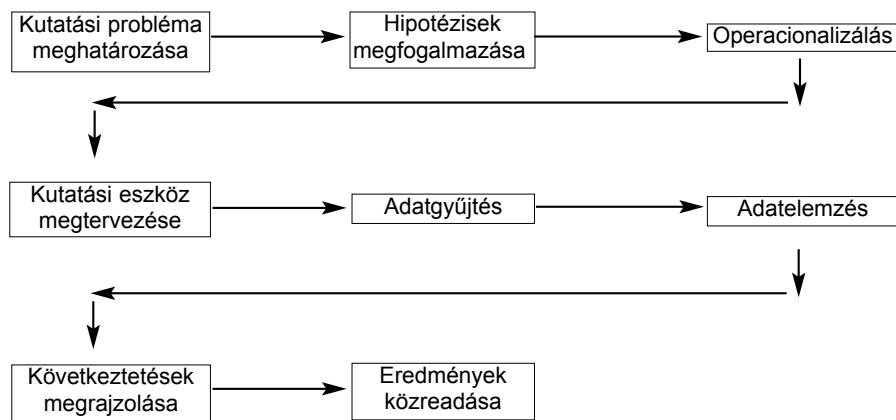 Kutatási probléma
meghatározása
Hipotézisek
megfogalmazása
Operacionalizálás
Kutatási eszköz
megtervezése
Adatgyűjtés
Adatelemzés
Következtetések
megrajzolása
Eredmények
közreadása